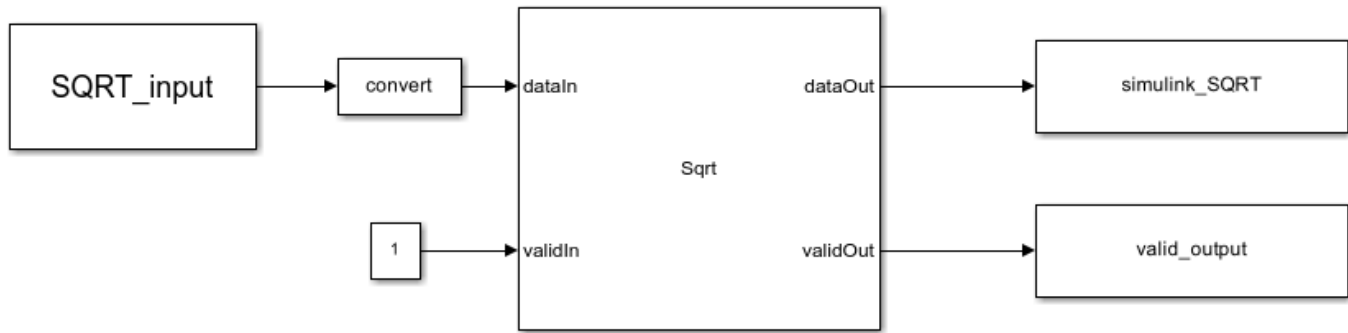 SQRT_input
convert
dataIn
dataOut
simulink_SQRT
Sqrt
1
validIn
validOut
valid_output